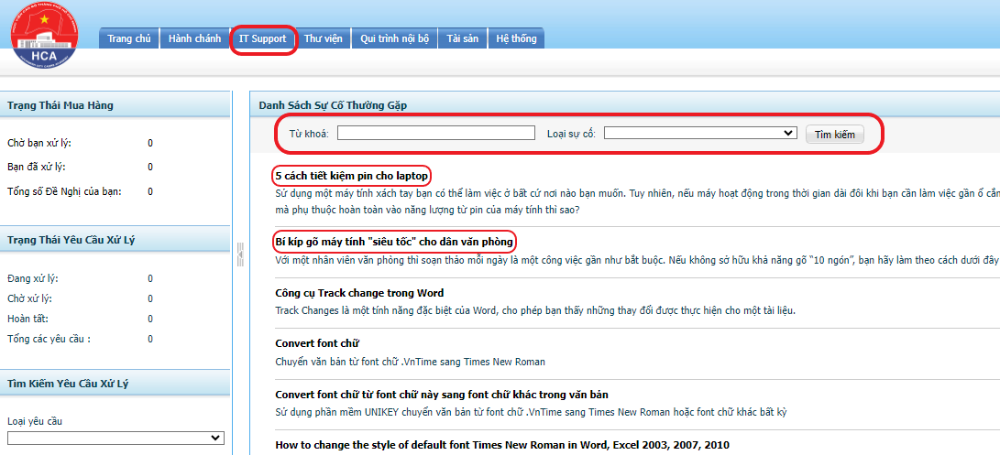 HCA
Trang chủ
Hành chánh
IT Support
Thư viện
Qui trình nội bộ
Tài sản
Hệ thống
Trạng Thái Mua Hàng
Chờ bạn xử lý: 0
Bạn đã xử lý: 0
Tổng số Đề Nghị của bạn: 0
Trạng Thái Yêu Cầu Xử Lý
Đang xử lý: 0
Chờ xử lý: 0
Hoàn tất: 0
Tổng các yêu cầu : 0
Tìm Kiếm Yêu Cầu Xử Lý
Loại yêu cầu
Danh Sách Sự Cố Thường Gặp
Từ khoá:
Loại sự cố:
Tìm kiếm
5 cách tiết kiệm pin cho laptop
Sử dụng một máy tính xách tay bạn có thể làm việc ở bất cứ nơi nào bạn muốn. Tuy nhiên, nếu máy hoạt động trong thời gian dài đôi khi bạn cần làm việc gần ổ cắm
mà phụ thuộc hoàn toàn vào năng lượng từ pin của máy tính thì sao?
Bí kíp gõ máy tính "siêu tốc" cho dân văn phòng
Với một nhân viên văn phòng thì soạn thảo mỗi ngày là một công việc gần như bắt buộc. Nếu không sở hữu khả năng gõ “10 ngón”, bạn hãy làm theo cách dưới đây
Công cụ Track change trong Word
Track Changes là một tính năng đặc biệt của Word, cho phép bạn thấy những thay đổi được thực hiện cho một tài liệu.
Convert font chữ
Chuyển văn bản từ font chữ .VnTime sang Times New Roman
Convert font chữ từ font chữ này sang font chữ khác trong văn bản
Sử dụng phần mềm UNIKEY chuyển văn bản từ font chữ .VnTime sang Times New Roman hoặc font chữ khác bất kỳ
How to change the style of default font Times New Roman in Word, Excel 2003, 2007, 2010